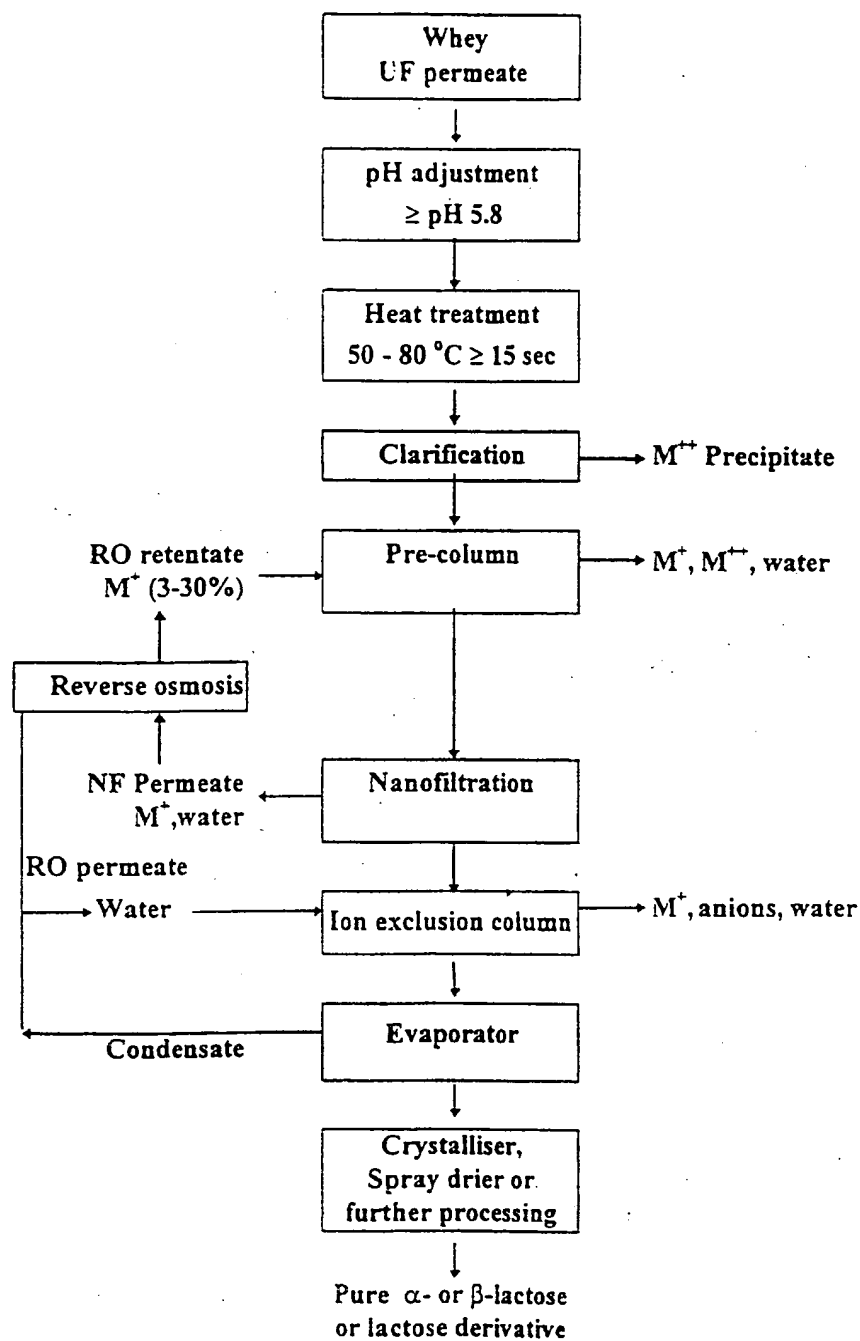 Whey
UF permeate
pH adjustment
≥ pH 5.8
Heat treatment
50 - 80 °C ≥ 15 sec
Clarification
M⁺⁺ Precipitate
RO retentate
M⁺ (3-30%)
Pre-column
M⁺, M⁺⁺, water
Reverse osmosis
NF Permeate
M⁺,water
Nanofiltration
RO permeate
Water
Ion exclusion column
M⁺, anions, water
Condensate
Evaporator
Crystalliser,
Spray drier or
further processing
Pure α- or β-lactose
or lactose derivative